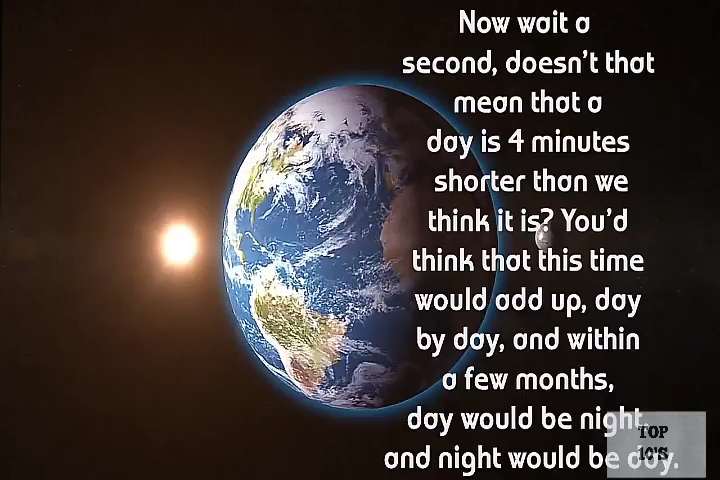 Now wait a
second, doesn't that
mean that a
day is 4 minutes
shorter than we
think it is? You'd
think that this time
would add up, day
by day, and within
a few months,
day would be night
and night would be day.
TOP
10'S